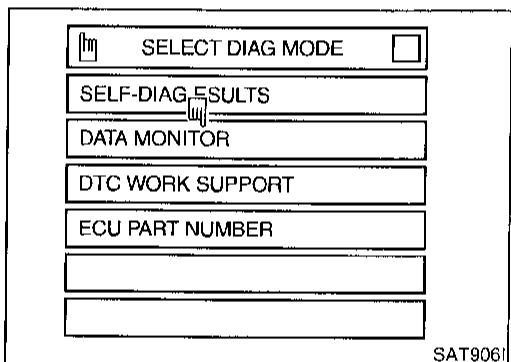 SELECT DIAG MODE
SELF-DIAG ESULTS
DATA MONITOR
DTC WORK SUPPORT
ECU PART NUMBER
SAT906I